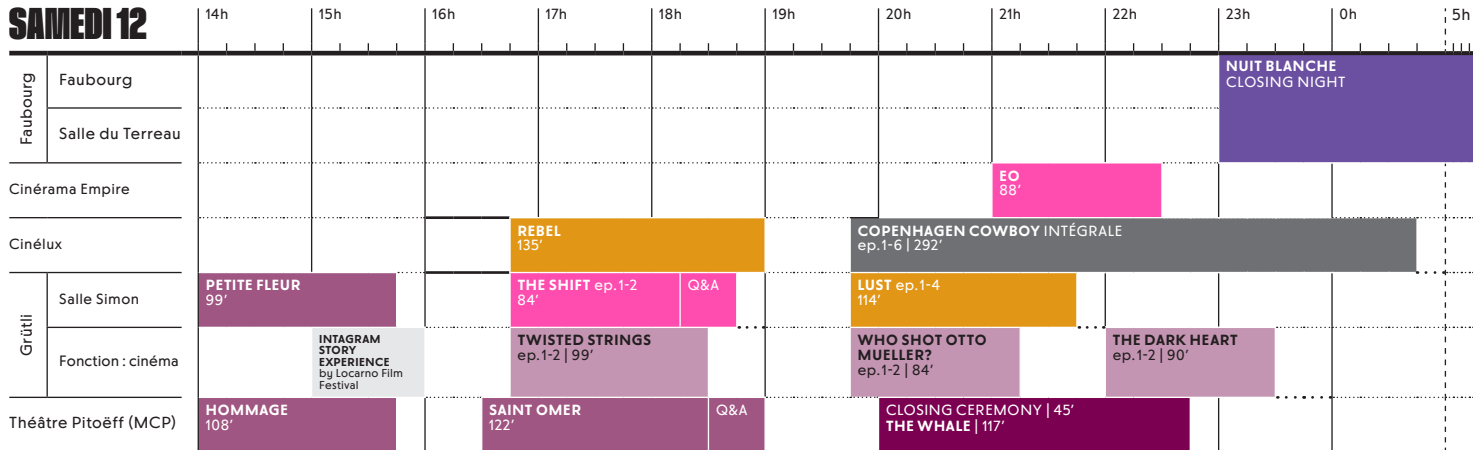 SAMEDI 12
14h
15h
16h
17h
18h
19h
20h
21h
22h
23h
0h
5h
Faubourg
Faubourg
NUIT BLANCHE
CLOSING NIGHT
Salle du Terreau
Cinérama Empire
EO
88’
Cinélux
REBEL
135’
COPENHAGEN COWBOY INTÉGRALE
ep.1-6 | 292’
Grütli
Salle Simon
PETITE FLEUR
99’
THE SHIFT ep.1-2
84’
Q&A
LUST ep.1-4
114’
Fonction : cinéma
INTAGRAM
STORY
EXPERIENCE
by Locarno Film
Festival
TWISTED STRINGS
ep.1-2 | 99’
WHO SHOT OTTO
MUELLER?
ep.1-2 | 84’
THE DARK HEART
ep.1-2 | 90’
Théâtre Pitoëff (MCP)
HOMMAGE
108’
SAINT OMER
122’
Q&A
CLOSING CEREMONY | 45’
THE WHALE | 117’